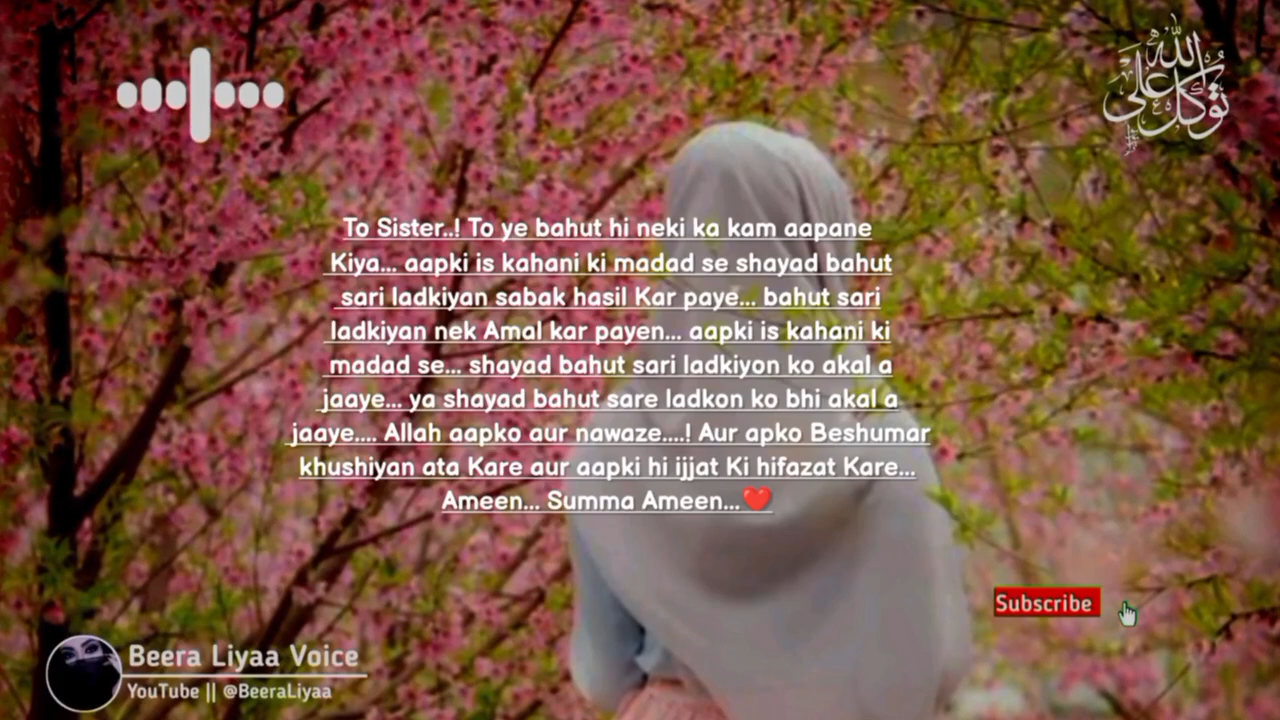 توكل على الله
To Sister..! To ye bahut hi neki ka kam aapane
Kiya... aapki is kahani ki madad se shayad bahut
sari ladkiyan sabak hasil Kar paye... bahut sari
ladkiyan nek Amal kar payen... aapki is kahani ki
madad se... shayad bahut sari ladkiyon ko akal a
jaaye... ya shayad bahut sare ladkon ko bhi akal a
jaaye.... Allah aapko aur nawaze....! Aur apko Beshumar
khushiyan ata Kare aur aapki hi ijjat Ki hifazat Kare...
Ameen... Summa Ameen...❤️
Subscribe
Beera Liyaa Voice
YouTube || @BeeraLiyaa